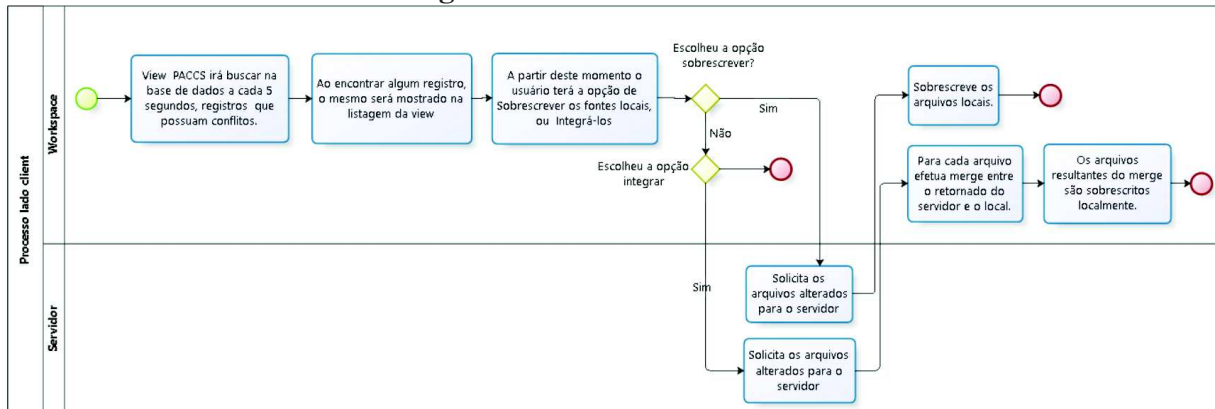 Processo lado client
Workspace
View PACCS irá buscar na
base de dados a cada 5
segundos, registros que
possuam conflitos.
Ao encontrar algum registro,
o mesmo será mostrado na
listagem da view
A partir deste momento o
usuário terá a opção de
Sobrescrever os fontes locais,
ou Integrá-los
Escolheu a opção
sobrescrever?
Sim
Não
Escolheu a opção
integrar
Sobrescreve os
arquivos locais.
Para cada arquivo
efetua merge entre
o retornado do
servidor e o local.
Os arquivos
resultantes do merge
são sobrescritos
localmente.
Servidor
Sim
Solicita os
arquivos alterados
para o servidor
Solicita os arquivos
alterados para o
servidor